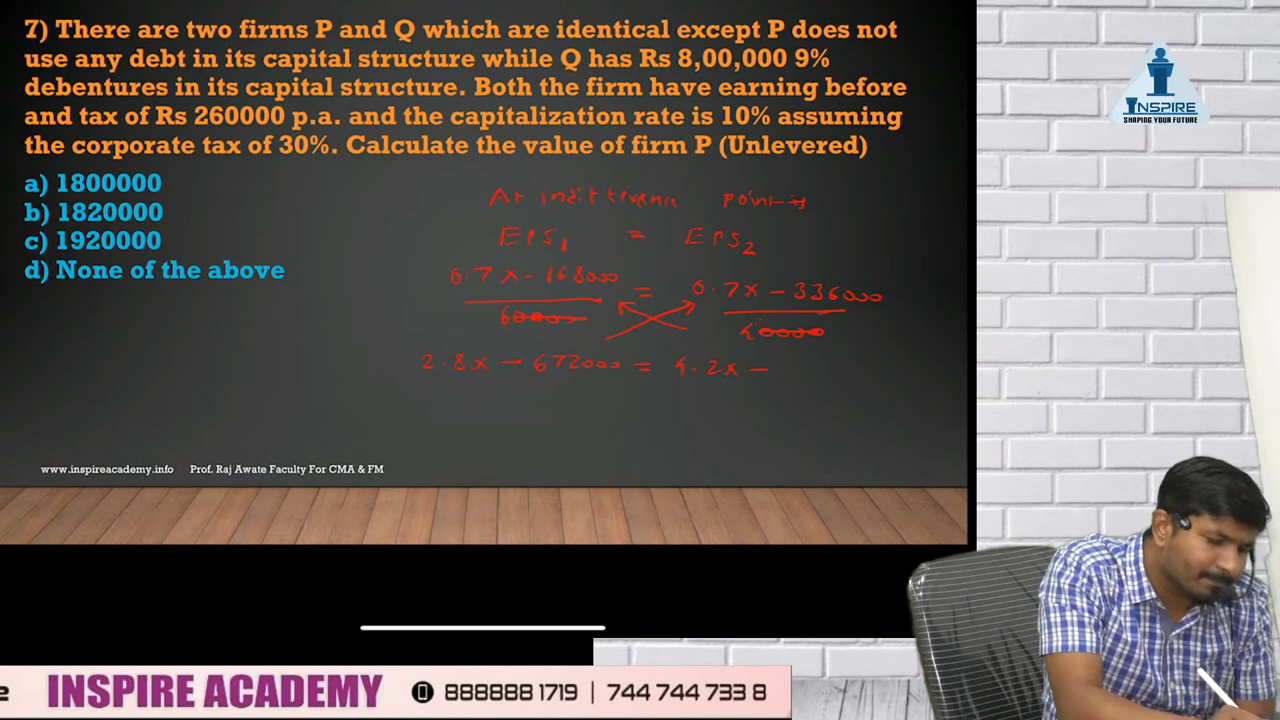 7) There are two firms P and Q which are identical except P does not
use any debt in its capital structure while Q has Rs 8,00,000 9%
debentures in its capital structure. Both the firm have earning before
and tax of Rs 260000 p.a. and the capitalization rate is 10% assuming
the corporate tax of 30%. Calculate the value of firm P (Unlevered)
a) 1800000
b) 1820000
c) 1920000
d) None of the above
At point
EPS1 = EPS2
0.7x - 168000 = 0.7x - 336000
60000 40000
2.8x - 672000 = 4.2x -
www.inspireacademy.info Prof. Raj Awate Faculty For CMA & FM
INSPIRE
SHAPING YOUR FUTURE
e INSPIRE ACADEMY 888888 1719 | 744 744 733 8